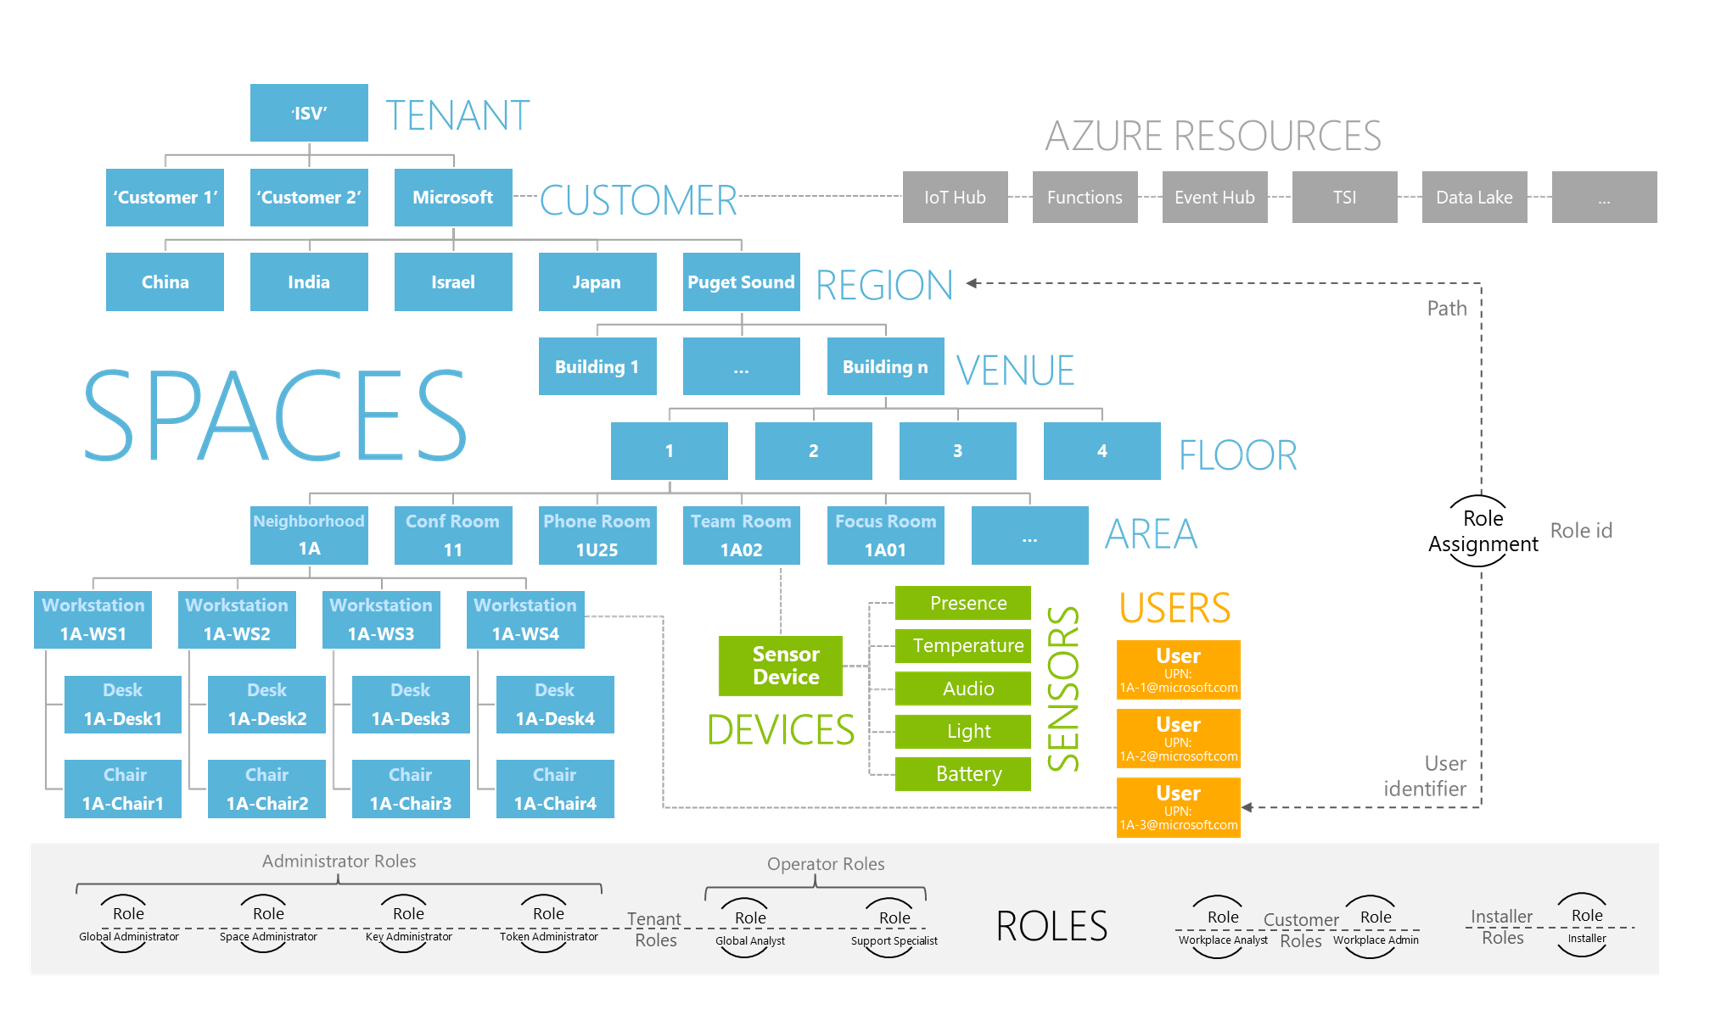 ‘ISV’
TENANT
AZURE RESOURCES
‘Customer 1’
‘Customer 2’
Microsoft
CUSTOMER
IoT Hub
Functions
Event Hub
TSI
Data Lake
...
China
India
Israel
Japan
Puget Sound
REGION
Path
Building 1
...
Building n
VENUE
SPACES
1
2
3
4
FLOOR
Neighborhood
1A
Conf Room
11
Phone Room
1U25
Team Room
1A02
Focus Room
1A01
...
AREA
Role
Assignment
Role id
Workstation
1A-WS1
Workstation
1A-WS2
Workstation
1A-WS3
Workstation
1A-WS4
Desk
1A-Desk1
Desk
1A-Desk2
Desk
1A-Desk3
Desk
1A-Desk4
Chair
1A-Chair1
Chair
1A-Chair2
Chair
1A-Chair3
Chair
1A-Chair4
Sensor
Device
DEVICES
Presence
Temperature
Audio
Light
Battery
SENSORS
USERS
User
UPN:
1A-1@microsoft.com
User
UPN:
1A-2@microsoft.com
User
UPN:
1A-3@microsoft.com
User
identifier
Administrator Roles
Role
Global Administrator
Role
Space Administrator
Role
Key Administrator
Role
Token Administrator
Tenant
Roles
Operator Roles
Role
Global Analyst
Role
Support Specialist
ROLES
Role
Workplace Analyst
Customer
Roles
Role
Workplace Admin
Installer
Roles
Role
Installer